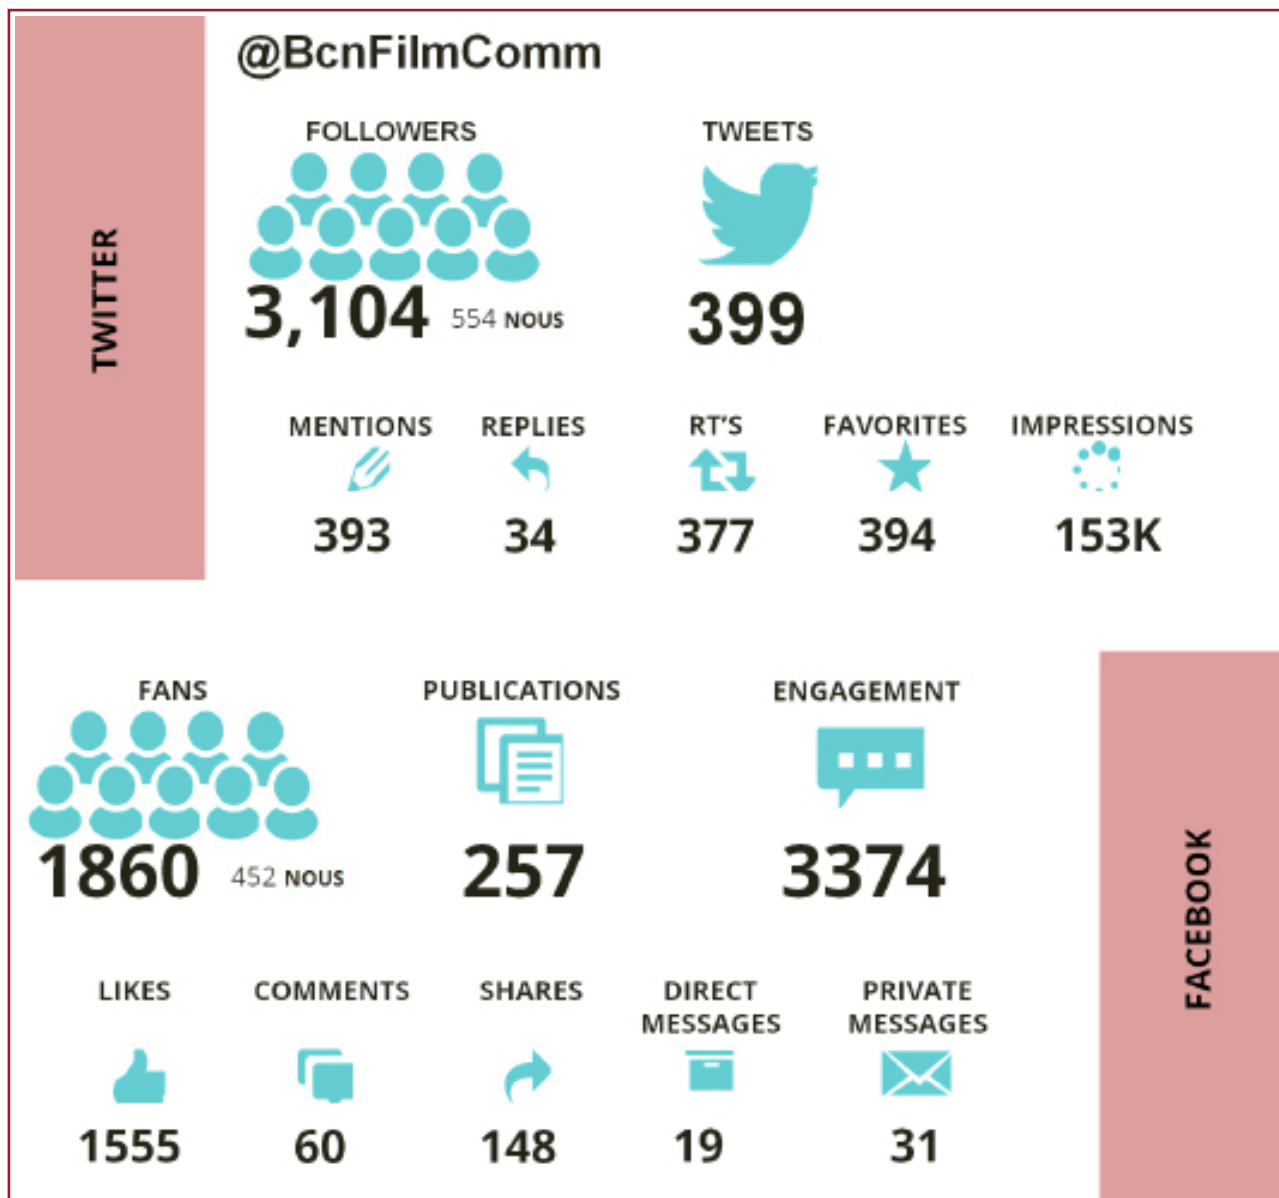 @BcnFilmComm
TWITTER
FOLLOWERS
TWEETS
3,104 554 NOUS
399
MENTIONS REPLIES RT'S FAVORITES IMPRESSIONS
393 34 377 394 153K
FANS PUBLICATIONS ENGAGEMENT
1860 452 NOUS 257 3374
FACEBOOK
LIKES COMMENTS SHARES DIRECT MESSAGES PRIVATE MESSAGES
1555 60 148 19 31